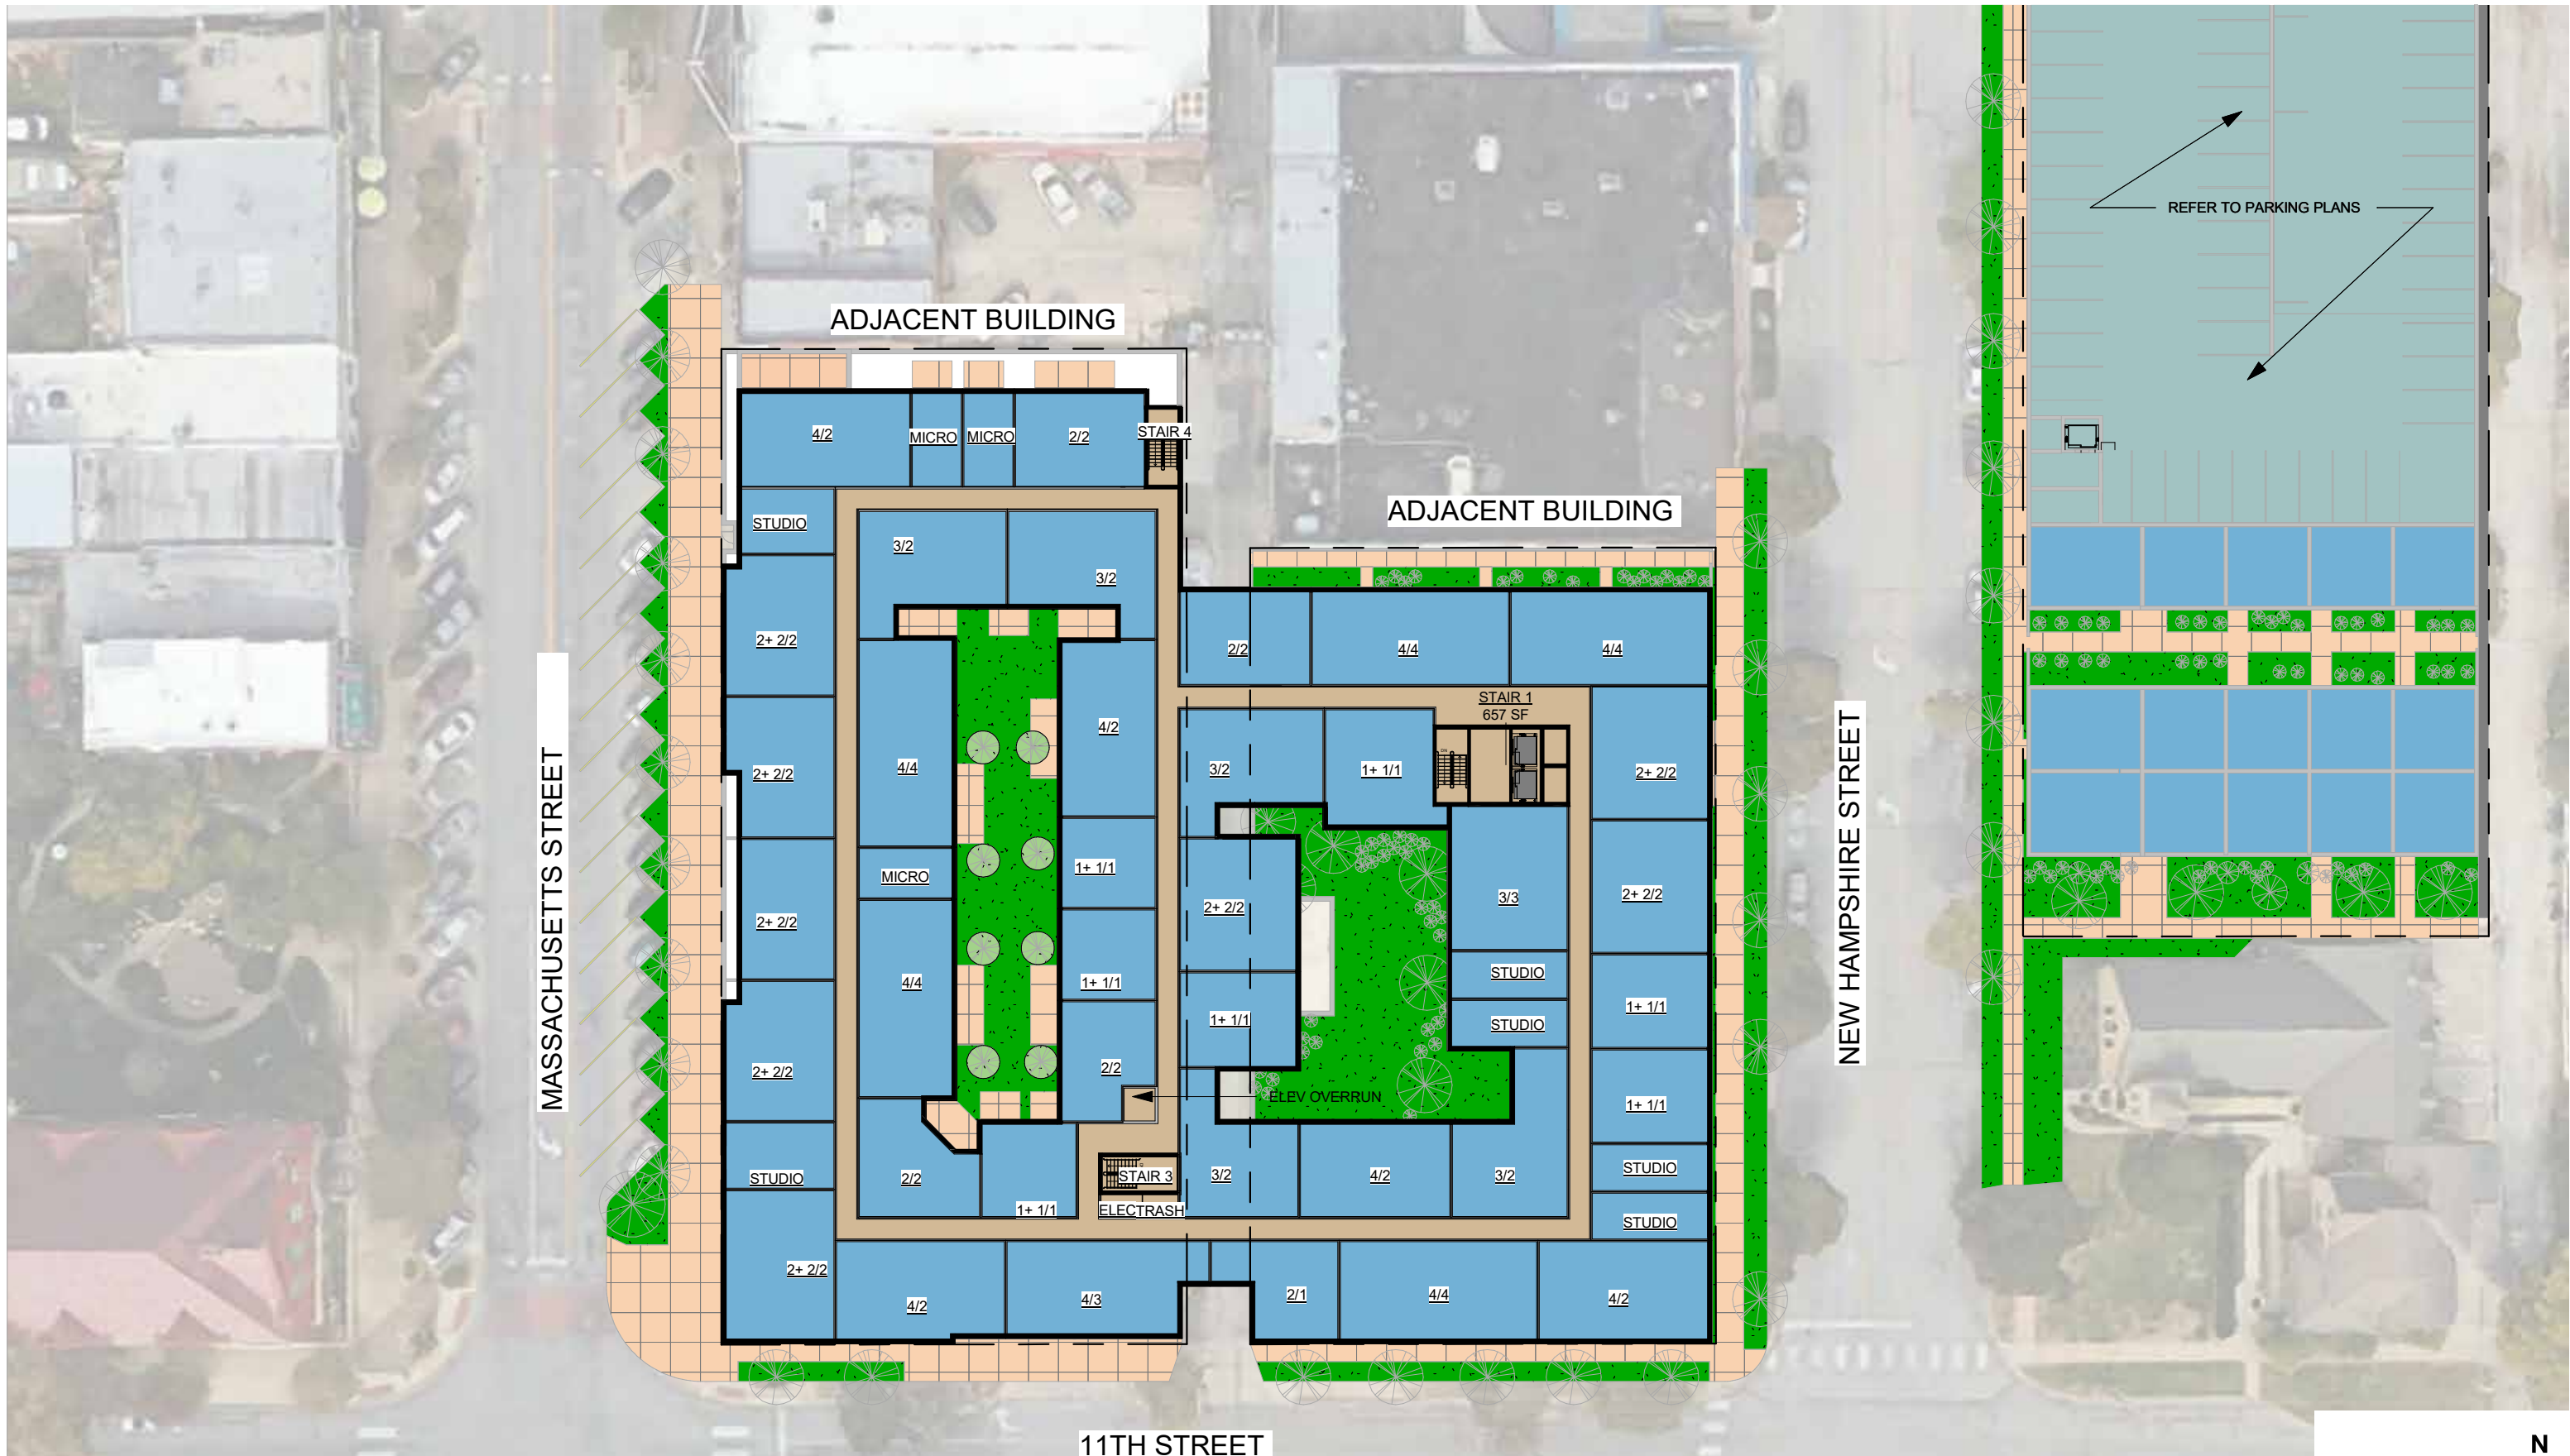 REFER TO PARKING PLANS
ADJACENT BUILDING
4/2
MICRO
MICRO
2/2
STAIR 4
ADJACENT BUILDING
STUDIO
3/2
3/2
2+ 2/2
2/2
4/4
4/4
STAIR 1
657 SF
4/2
2+ 2/2
4/4
3/2
1+ 1/1
2+ 2/2
MICRO
1+ 1/1
2+ 2/2
2+ 2/2
3/3
2+ 2/2
4/4
1+ 1/1
STUDIO
1+ 1/1
STUDIO
1+ 1/1
2+ 2/2
2/2
ELEV OVERRUN
1+ 1/1
MASSACHUSETTS STREET
NEW HAMPSHIRE STREET
STUDIO
2/2
STAIR 3
3/2
4/2
3/2
STUDIO
1+ 1/1
ELECTRASH
STUDIO
2+ 2/2
4/2
4/3
2/1
4/4
4/2
11TH STREET
N